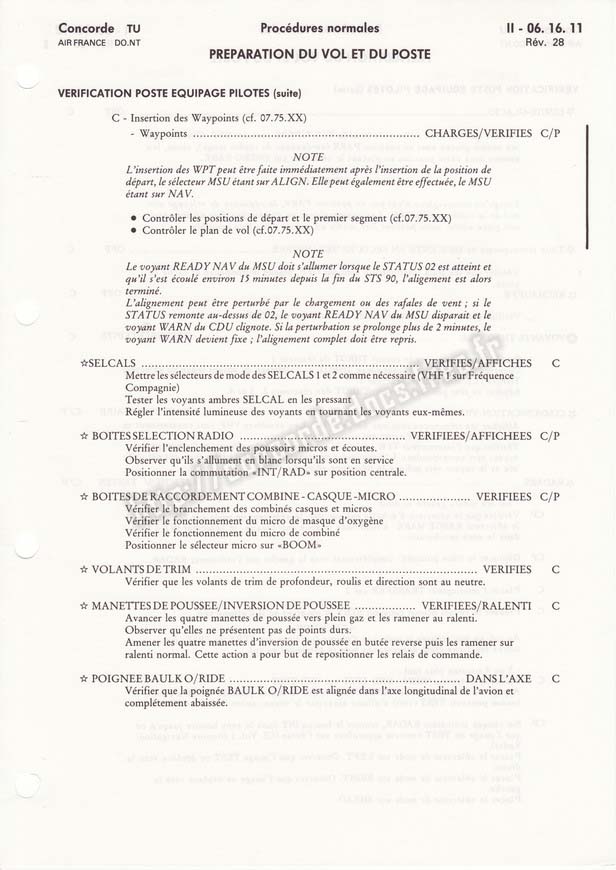 Concorde TU Procédures normales II - 06. 16. 11
AIR FRANCE DO.NT Rév. 28
PREPARATION DU VOL ET DU POSTE
VERIFICATION POSTE EQUIPAGE PILOTES (suite)
C - Insertion des Waypoints (cf. 07.75.XX)
- Waypoints ........ CHARGES/VERIFIES C/P
NOTE
L'insertion des WPT peut être faite immédiatement après l'insertion de la position de
départ, le sélecteur MSU étant sur ALIGN. Elle peut également être effectuée, le MSU
étant sur NAV.
● Contrôler les positions de départ et le premier segment (cf.07.75.XX)
● Contrôler le plan de vol (cf.07.75.XX)
NOTE
Le voyant READY NAV du MSU doit s'allumer lorsque le STATUS 02 est atteint et
qu'il s'est écoulé environ 15 minutes depuis la fin du STS 90, l'aligement est alors
terminé.
L'alignement peut être perturbé par le chargement ou des rafales de vent ; si le
STATUS remonte au-dessus de 02, le voyant READY NAV du MSU disparait et le
voyant WARN du CDU clignote. Si la perturbation se prolonge plus de 2 minutes, le
voyant WARN devient fixe ; l'alignement complet doit être repris.
☆ SELCALS ........ VERIFIES/AFFICHES C
Mettre les sélecteurs de mode des SELCALS 1 et 2 comme nécessaire (VHF 1 sur Fréquence
Compagnie)
Tester les voyants ambres SELCAL en les pressant
Régler l'intensité lumineuse des voyants en tournant les voyants eux-mêmes.
☆ BOITES SELECTION RADIO ........ VERIFIEES/AFFICHEES C/P
Vérifier l'enclenchement des poussoirs micros et écoutes.
Observer qu'ils s'allument en blanc lorsqu'ils sont en service
Positionner la commutation «INT/RAD» sur position centrale.
☆ BOITES DE RACCORDEMENT COMBINE - CASQUE - MICRO ........ VERIFIEES C/P
Vérifier le branchement des combinés casques et micros
Vérifier le fonctionnement du micro de masque d'oxygène
Vérifier le fonctionnement du micro de combiné
Positionner le sélecteur micro sur «BOOM»
☆ VOLANTS DE TRIM ........ VERIFIES C
Vérifier que les volants de trim de profondeur, roulis et direction sont au neutre.
☆ MANETTES DE POUSSEE/INVERSION DE POUSSEE ........ VERIFIEES/RALENTI C
Avancer les quatre manettes de poussée vers plein gaz et les ramener au ralenti.
Observer qu'elles ne présentent pas de points durs.
Amener les quatre manettes d'inversion de poussée en butée reverse puis les ramener sur
ralenti normal. Cette action a pour but de repositionner les relais de commande.
☆ POIGNEE BAULK O/RIDE ........ DANS L'AXE C
Vérifier que la poignée BAULK O/RIDE est alignée dans l'axe longitudinal de l'avion et
complétement abaissée.